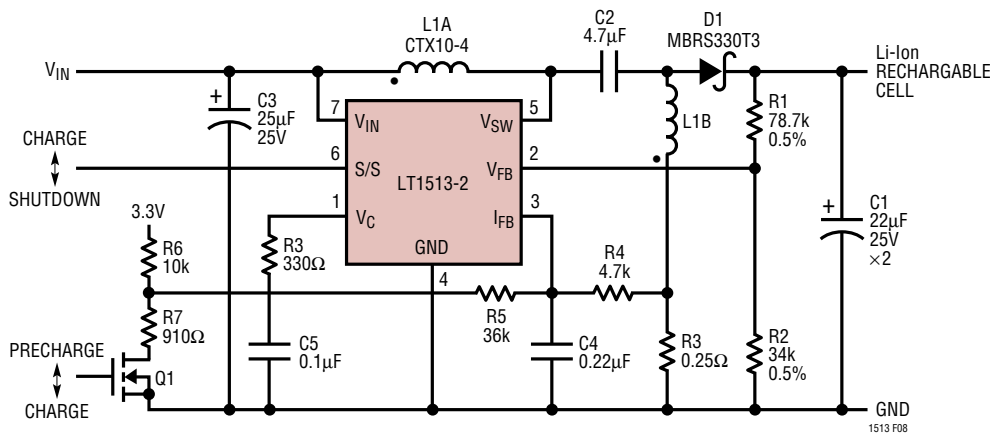 L1A
CTX10-4
C2
4.7µF
D1
MBRS330T3
VIN
Li-Ion
RECHARGABLE
CELL
+
C3
25µF
25V
7
VIN
VSW
5
L1B
R1
78.7k
0.5%
CHARGE
SHUTDOWN
6
S/S
LT1513-2
VFB
2
1
VC
IFB
3
GND
4
3.3V
R6
10k
R3
330Ω
R4
4.7k
+
C1
22µF
25V
×2
R7
910Ω
R5
36k
PRECHARGE
CHARGE
Q1
C5
0.1µF
C4
0.22µF
R3
0.25Ω
R2
34k
0.5%
GND
1513 F08